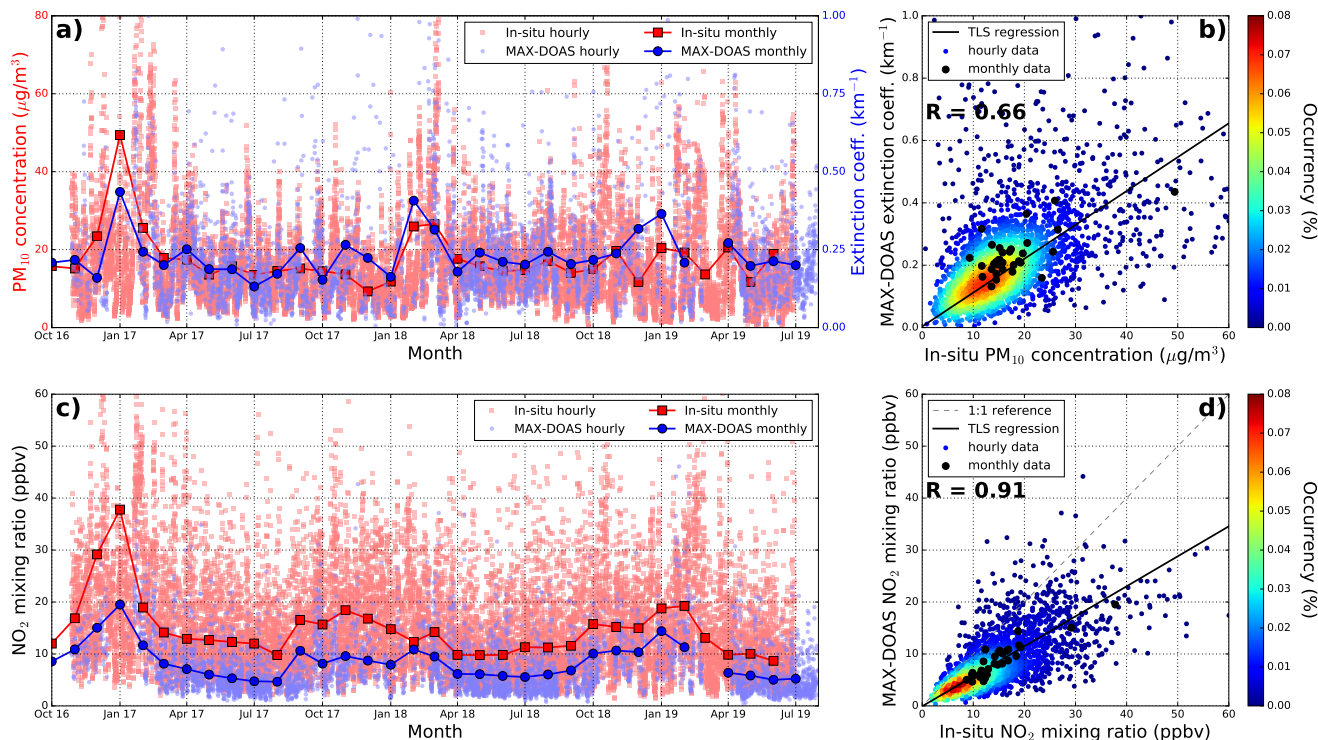 a)
In-situ hourly
MAX-DOAS hourly
In-situ monthly
MAX-DOAS monthly
PM₁₀ concentration (μg/m³)
80
60
40
20
0
1.00
0.75
0.50
0.25
0.00
Extinction coeff. (km⁻¹)
Oct 16 Jan 17 Apr 17 Jul 17 Oct 17 Jan 18 Apr 18 Jul 18 Oct 18 Jan 19 Apr 19 Jul 19
Month
b)
TLS regression
hourly data
monthly data
R = 0.66
MAX-DOAS extinction coeff. (km⁻¹)
1.0
0.8
0.6
0.4
0.2
0.0
0 10 20 30 40 50 60
In-situ PM₁₀ concentration (μg/m³)
0.08
0.07
0.06
0.05
0.04
0.03
0.02
0.01
0.00
Occurrency (%)
c)
In-situ hourly
MAX-DOAS hourly
In-situ monthly
MAX-DOAS monthly
NO₂ mixing ratio (ppbv)
60
50
40
30
20
10
0
Oct 16 Jan 17 Apr 17 Jul 17 Oct 17 Jan 18 Apr 18 Jul 18 Oct 18 Jan 19 Apr 19 Jul 19
Month
d)
1:1 reference
TLS regression
hourly data
monthly data
R = 0.91
MAX-DOAS NO₂ mixing ratio (ppbv)
60
50
40
30
20
10
0
0 10 20 30 40 50 60
In-situ NO₂ mixing ratio (ppbv)
0.08
0.07
0.06
0.05
0.04
0.03
0.02
0.01
0.00
Occurrency (%)